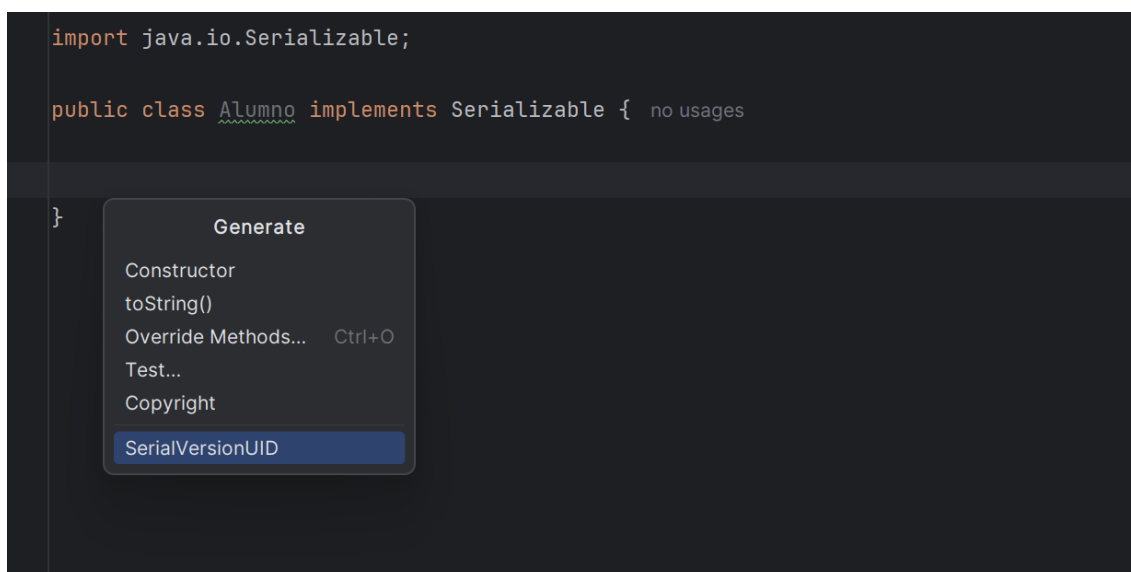 import java.io.Serializable;
public class Alumno implements Serializable { no usages
}
Generate
Constructor
toString()
Override Methods... Ctrl+O
Test...
Copyright
SerialVersionUID